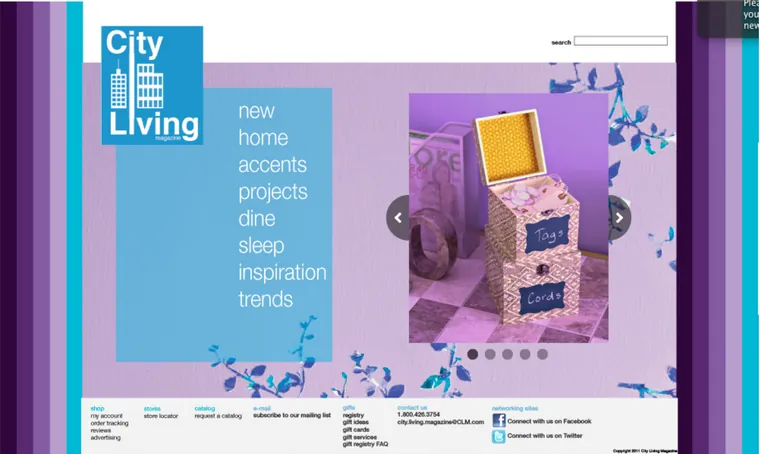 Plea
you
new
City
Living
magazine
search
new
home
accents
projects
dine
sleep
inspiration
trends
Tags
Cards
shop
my account
order tracking
reviews
advertising
stores
store locator
catalog
request a catalog
e-mail
subscribe to our mailing list
gifts
registry
gift ideas
gift cards
gift services
gift registry FAQ
contact us
1.800.426.3754
city.living.magazine@CLM.com
networking sites
Connect with us on Facebook
Connect with us on Twitter
Copyright 2011 City Living Magazine